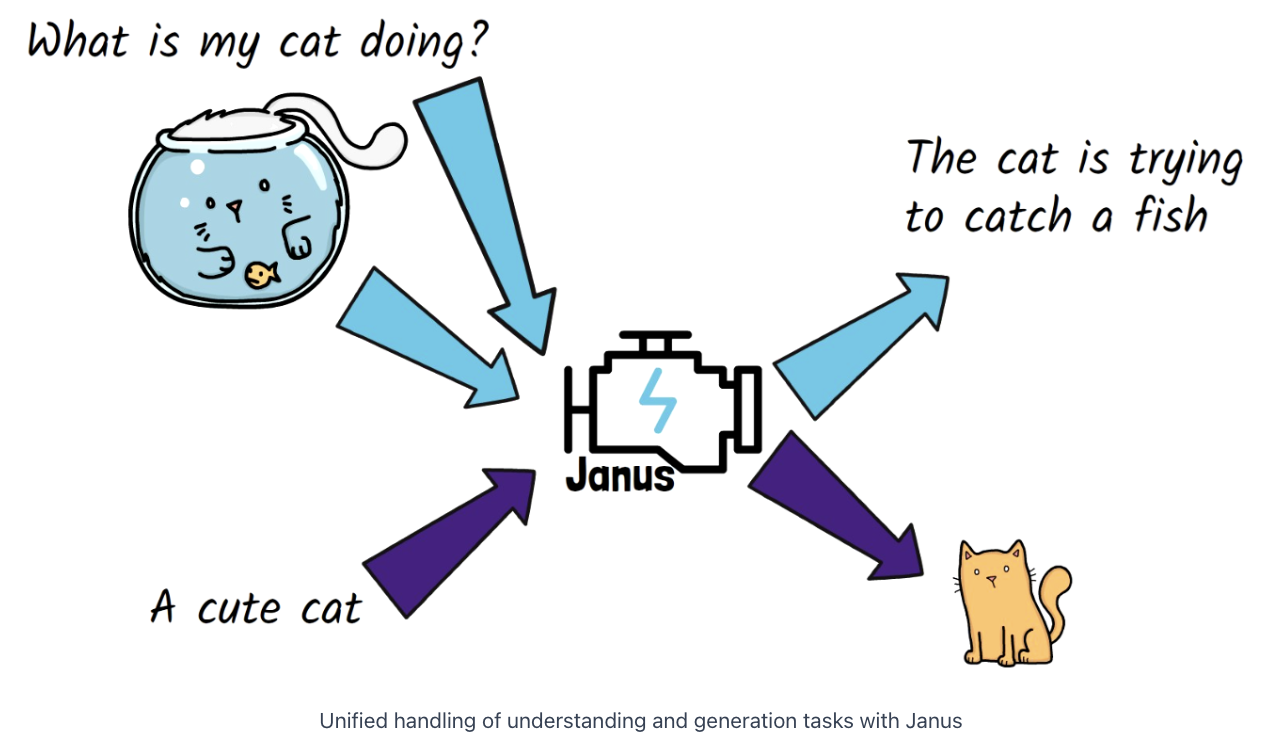 What is my cat doing?
The cat is trying
to catch a fish
Janus
A cute cat
Unified handling of understanding and generation tasks with Janus